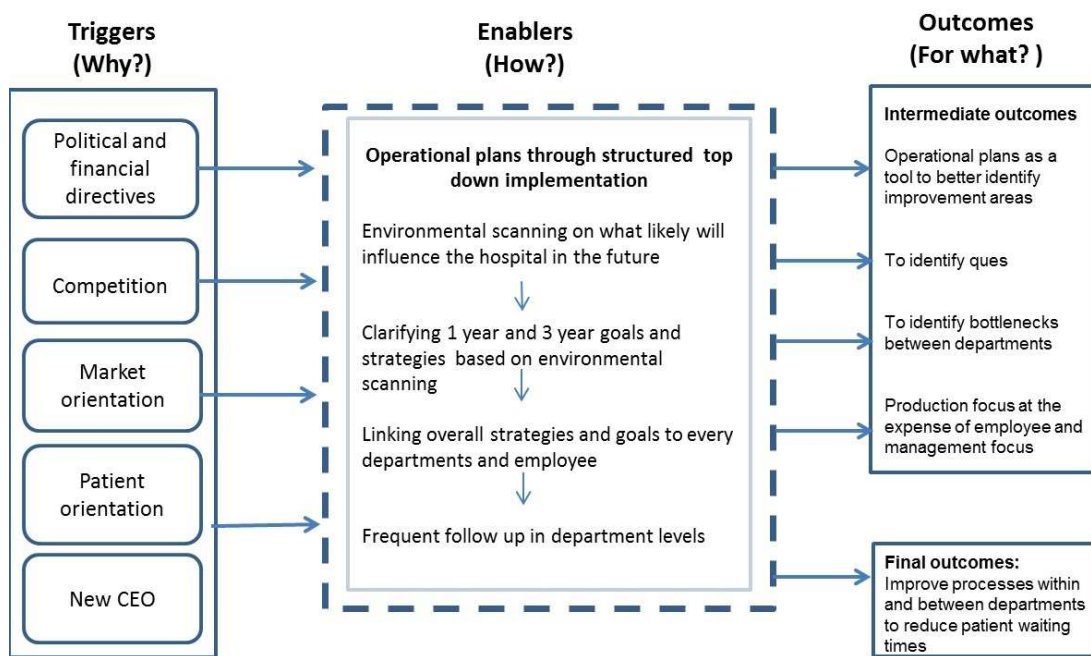 Triggers
(Why?)
Political and
financial
directives
Competition
Market
orientation
Patient
orientation
New CEO
Enablers
(How?)
Operational plans through structured top
down implementation
Environmental scanning on what likely will
influence the hospital in the future
Clarifying 1 year and 3 year goals and
strategies based on environmental
scanning
Linking overall strategies and goals to every
departments and employee
Frequent follow up in department levels
Outcomes
(For what? )
Intermediate outcomes
Operational plans as a
tool to better identify
improvement areas
To identify ques
To identify bottlenecks
between departments
Production focus at the
expense of employee and
management focus
Final outcomes:
Improve processes within
and between departments
to reduce patient waiting
times